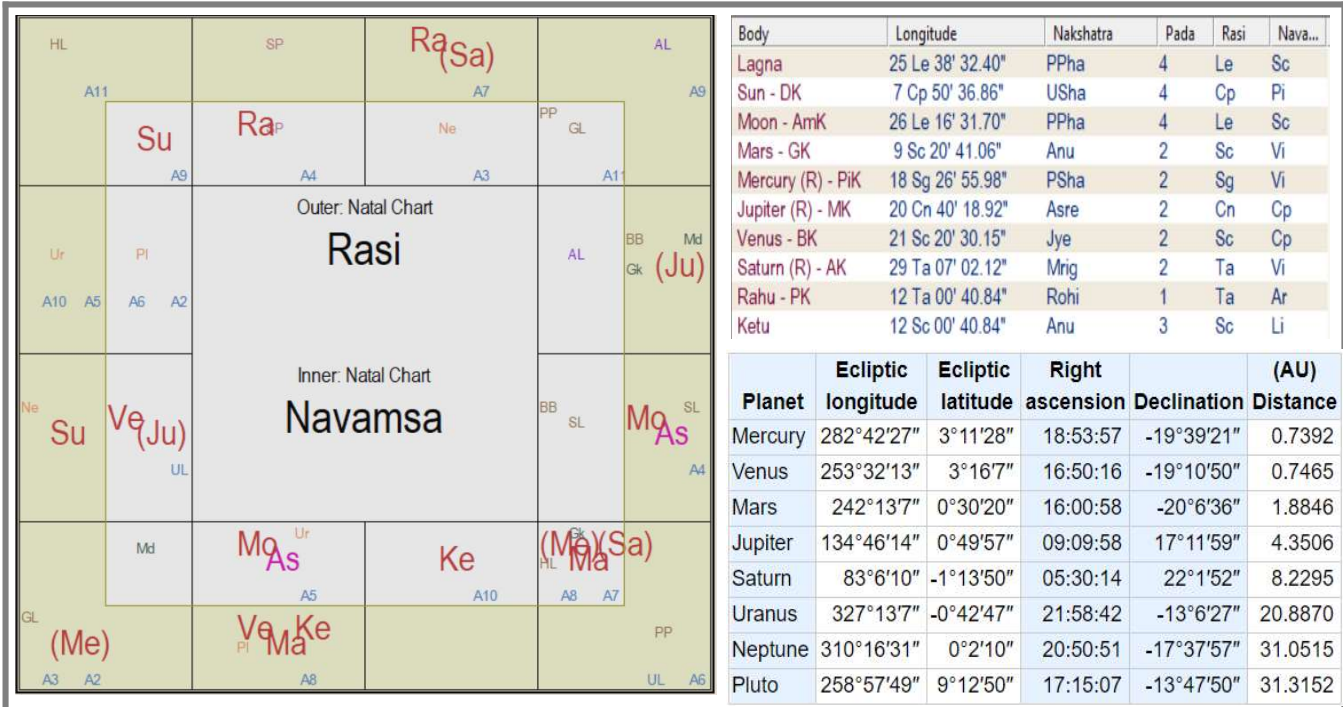 HL
A11
SP
Ra
(Sa)
A7
AL
A9
Su
A9
Ra
SP
A4
Ne
A3
PP
GL
A11
Ur
A10 A5
Pl
A6 A2
Outer: Natal Chart
Rasi
AL
BB Md
Gk (Ju)
Inner: Natal Chart
Navamsa
Ne
Su
Ve
(Ju)
UL
BB
SL
Mo SL
As
A4
Md
Mo Ur
As
A5
Ke
A10
Gk
(Me)(Sa)
HL Ma
A8 A7
GL
(Me)
A3 A2
Ve Ke
Pl Ma
A8
PP
UL A6
Body Longitude Nakshatra Pada Rasi Nava...
Lagna 25 Le 38' 32.40" PPha 4 Le Sc
Sun - DK 7 Cp 50' 36.86" USha 4 Cp Pi
Moon - AmK 26 Le 16' 31.70" PPha 4 Le Sc
Mars - GK 9 Sc 20' 41.06" Anu 2 Sc Vi
Mercury (R) - PiK 18 Sg 26' 55.98" PSha 2 Sg Vi
Jupiter (R) - MK 20 Cn 40' 18.92" Asre 2 Cn Cp
Venus - BK 21 Sc 20' 30.15" Jye 2 Sc Cp
Saturn (R) - AK 29 Ta 07' 02.12" Mrig 2 Ta Vi
Rahu - PK 12 Ta 00' 40.84" Rohi 1 Ta Ar
Ketu 12 Sc 00' 40.84" Anu 3 Sc Li
Planet Ecliptic longitude Ecliptic latitude Right ascension Declination (AU) Distance
Mercury 282°42′27″ 3°11′28″ 18:53:57 -19°39′21″ 0.7392
Venus 253°32′13″ 3°16′7″ 16:50:16 -19°10′50″ 0.7465
Mars 242°13′7″ 0°30′20″ 16:00:58 -20°6′36″ 1.8846
Jupiter 134°46′14″ 0°49′57″ 09:09:58 17°11′59″ 4.3506
Saturn 83°6′10″ -1°13′50″ 05:30:14 22°1′52″ 8.2295
Uranus 327°13′7″ -0°42′47″ 21:58:42 -13°6′27″ 20.8870
Neptune 310°16′31″ 0°2′10″ 20:50:51 -17°37′57″ 31.0515
Pluto 258°57′49″ 9°12′50″ 17:15:07 -13°47′50″ 31.3152